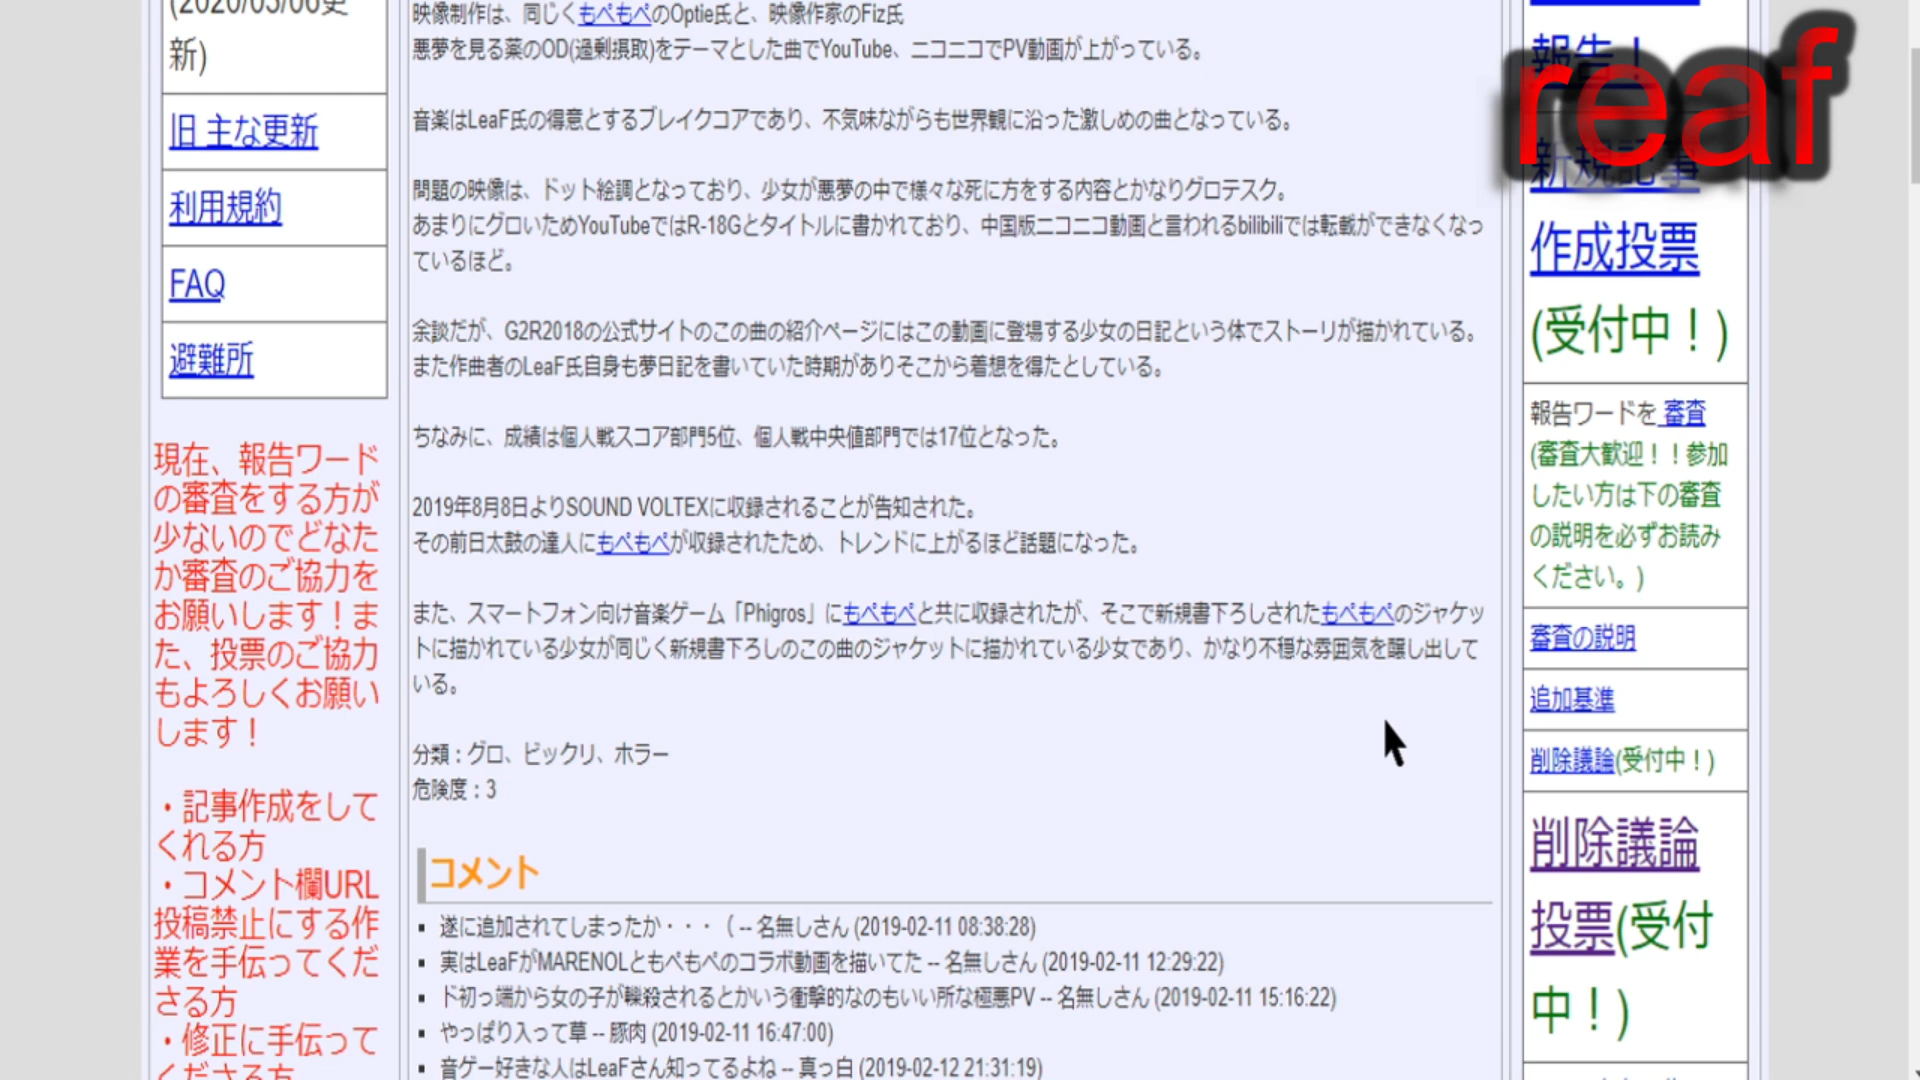 (2020/03/06更
新)
旧 主な更新
利用規約
FAQ
避難所
現在、報告ワード
の審査をする方が
少ないのでどなた
か審査のご協力を
お願いします！ま
た、投票のご協力
もよろしくお願い
します！
・記事作成をして
くれる方
・コメント欄URL
投稿禁止にする作
業を手伝ってくだ
さる方
・修正に手伝って
くださる方
映像制作は、同じくもぺもぺのOptie氏と、映像作家のFiz氏
悪夢を見る薬のOD(過剰摂取)をテーマとした曲でYouTube、ニコニコでPV動画が上がっている。
音楽はLeaF氏の得意とするブレイクコアであり、不気味ながらも世界観に沿った激しめの曲となっている。
問題の映像は、ドット絵調となっており、少女が悪夢の中で様々な死に方をする内容とかなりグロテスク。
あまりにグロいためYouTubeではR-18Gとタイトルに書かれており、中国版ニコニコ動画と言われるbilibiliでは転載ができなくなっ
ているほど。
余談だが、G2R2018の公式サイトのこの曲の紹介ページにはこの動画に登場する少女の日記という体でストーリが描かれている。
また作曲者のLeaF氏自身も夢日記を書いていた時期がありそこから着想を得たとしている。
ちなみに、成績は個人戦スコア部門5位、個人戦中央値部門では17位となった。
2019年8月8日よりSOUND VOLTEXに収録されることが告知された。
その前日太鼓の達人にもぺもぺが収録されたため、トレンドに上がるほど話題になった。
また、スマートフォン向け音楽ゲーム「Phigros」にもぺもぺと共に収録されたが、そこで新規書下ろしされたもぺもぺのジャケッ
トに描かれている少女が同じく新規書下ろしのこの曲のジャケットに描かれている少女であり、かなり不穏な雰囲気を醸し出して
いる。
分類：グロ、ビックリ、ホラー
危険度：3
コメント
遂に追加されてしまったか・・・（ -- 名無しさん (2019-02-11 08:38:28)
実はLeaFがMARENOLともぺもぺのコラボ動画を描いてた -- 名無しさん (2019-02-11 12:29:22)
ド初っ端から女の子が轢殺されるとかいう衝撃的なのもいい所な極悪PV -- 名無しさん (2019-02-11 15:16:22)
やっぱり入って草 -- 豚肉 (2019-02-11 16:47:00)
音ゲー好きな人はLeaFさん知ってるよね -- 真っ白 (2019-02-12 21:31:19)
報告！
reaf
新規記事
作成投票
(受付中！)
報告ワードを 審査
(審査大歓迎！！参加
したい方は下の審査
の説明を必ずお読み
ください。)
審査の説明
追加基準
削除議論(受付中！)
削除議論
投票(受付
中！)